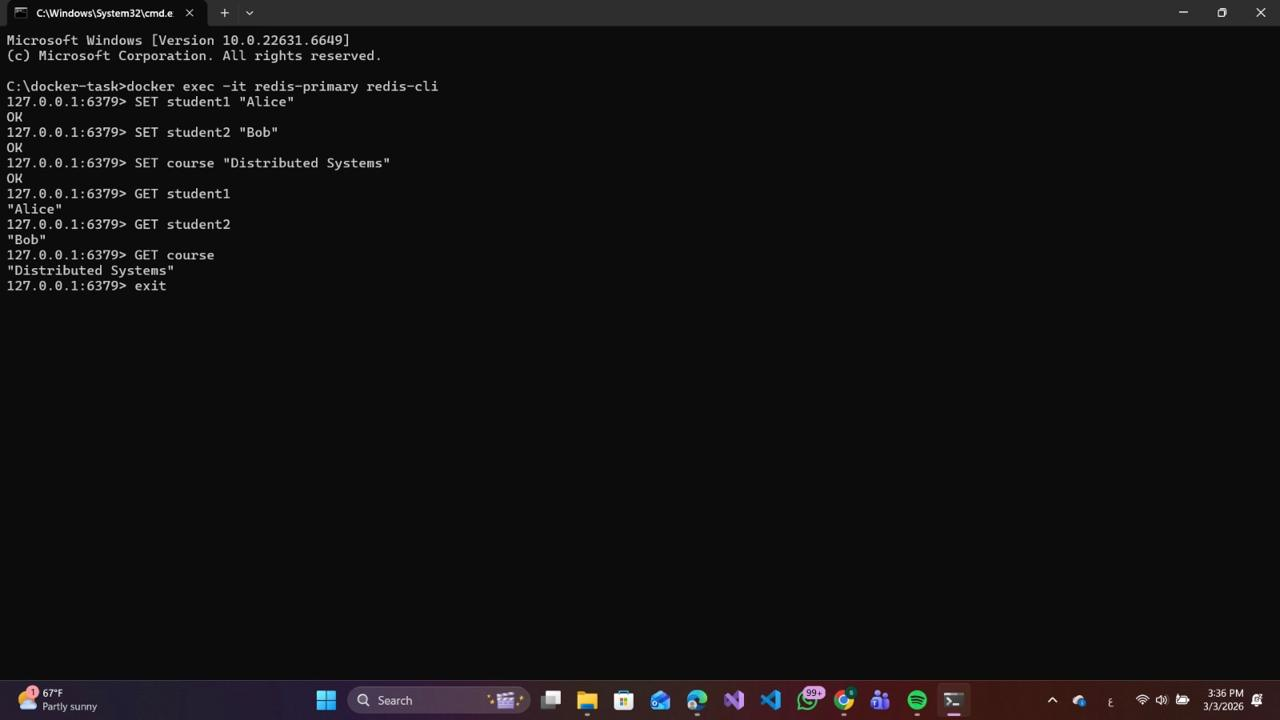 C:\Windows\System32\cmd.e
Microsoft Windows [Version 10.0.22631.6649]
(c) Microsoft Corporation. All rights reserved.
C:\docker-task>docker exec -it redis-primary redis-cli
127.0.0.1:6379> SET student1 "Alice"
OK
127.0.0.1:6379> SET student2 "Bob"
OK
127.0.0.1:6379> SET course "Distributed Systems"
OK
127.0.0.1:6379> GET student1
"Alice"
127.0.0.1:6379> GET student2
"Bob"
127.0.0.1:6379> GET course
"Distributed Systems"
127.0.0.1:6379> exit
1
67°F
Partly sunny
Search
99+
ع
3:36 PM
3/3/2026